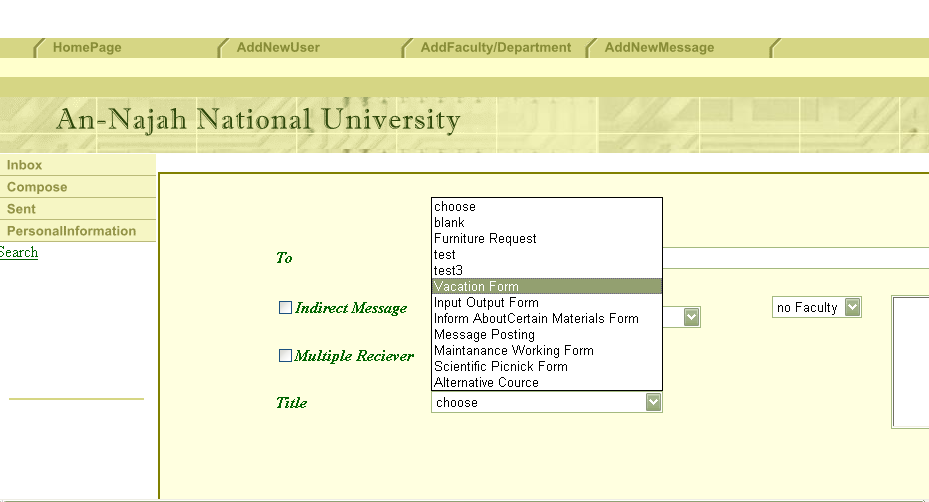 HomePage AddNewUser AddFaculty/Department AddNewMessage
An-Najah National University
Inbox
Compose
Sent
PersonalInformation
Search
To
choose
blank
Furniture Request
test
test3
Vacation Form
Input Output Form
Inform AboutCertain Materials Form
Message Posting
Maintanance Working Form
Scientific Picnick Form
Alternative Cource
Indirect Message
no Faculty
Multiple Reciever
Title
choose